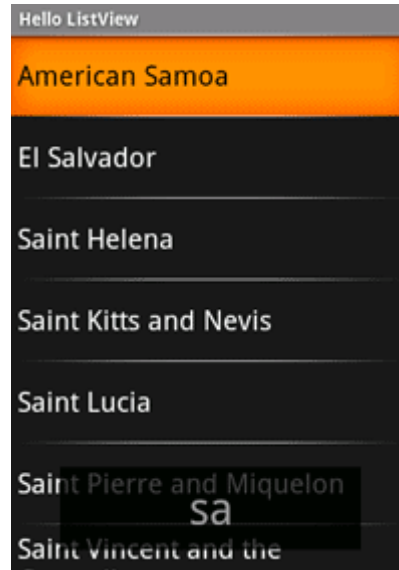 Hello ListView
American Samoa
El Salvador
Saint Helena
Saint Kitts and Nevis
Saint Lucia
Saint Pierre and Miquelon
sa
Saint Vincent and the